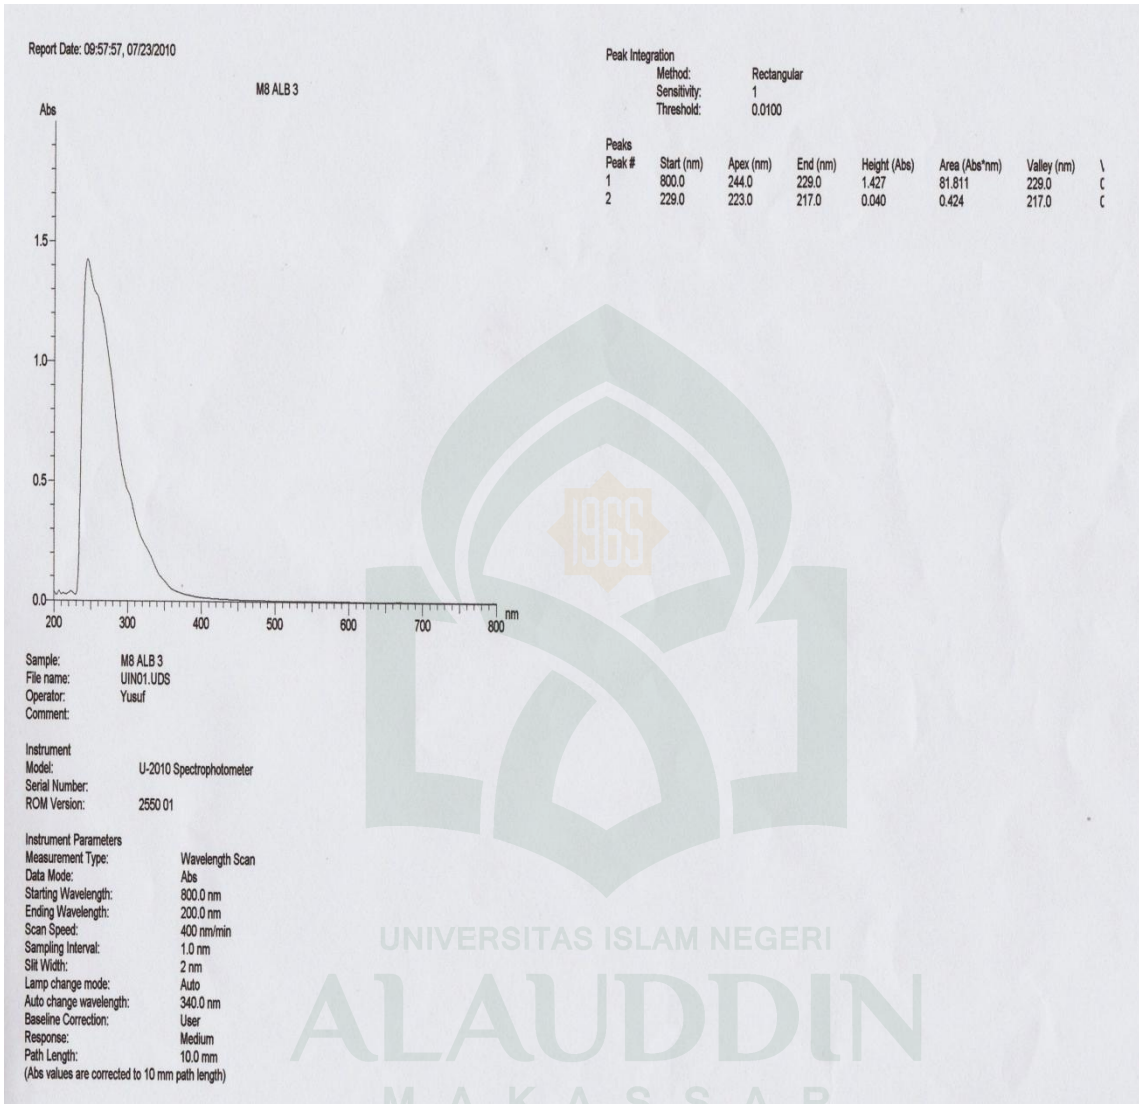 Report Date: 09:57:57, 07/23/2010
M8 ALB 3
Abs
1.5
1.0
0.5
0.0
200 300 400 500 600 700 800 nm
Sample: M8 ALB 3
File name: UIN01.UDS
Operator: Yusuf
Comment:
Instrument
Model: U-2010 Spectrophotometer
Serial Number:
ROM Version: 2550 01
Instrument Parameters
Measurement Type: Wavelength Scan
Data Mode: Abs
Starting Wavelength: 800.0 nm
Ending Wavelength: 200.0 nm
Scan Speed: 400 nm/min
Sampling Interval: 1.0 nm
Slit Width: 2 nm
Lamp change mode: Auto
Auto change wavelength: 340.0 nm
Baseline Correction: User
Response: Medium
Path Length: 10.0 mm
(Abs values are corrected to 10 mm path length)
Peak Integration
Method: Rectangular
Sensitivity: 1
Threshold: 0.0100
Peaks
Peak # Start (nm) Apex (nm) End (nm) Height (Abs) Area (Abs*nm) Valley (nm)
1 800.0 244.0 229.0 1.427 81.811 229.0
2 229.0 223.0 217.0 0.040 0.424 217.0
1965
UNIVERSITAS ISLAM NEGERI
ALAUDDIN
MAKASSAR